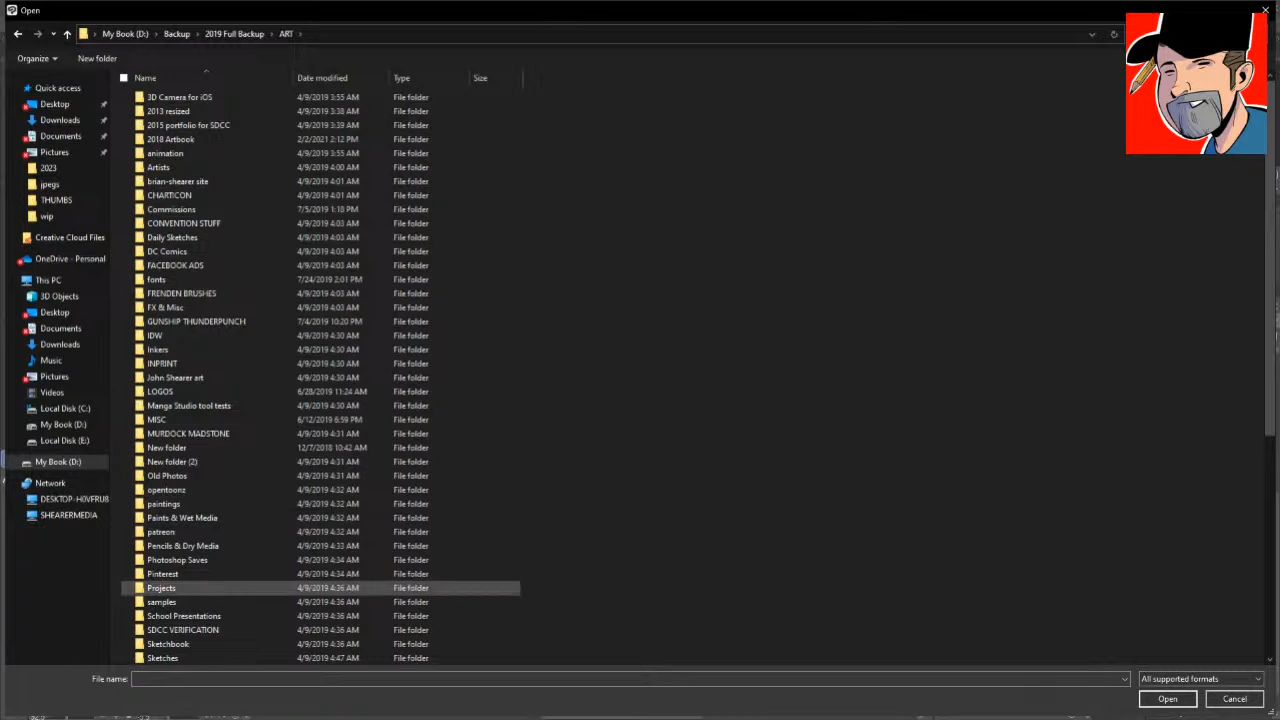 Open
My Book (D:) Backup 2019 Full Backup ART
Organize New folder
Name Date modified Type Size
Quick access
Desktop
Downloads
Documents
Pictures
2023
jpegs
THUMBS
wip
Creative Cloud Files
OneDrive - Personal
This PC
3D Objects
Desktop
Documents
Downloads
Music
Pictures
Videos
Local Disk (C:)
My Book (D:)
Local Disk (E:)
My Book (D:)
Network
DESKTOP-H0VFRU8
SHEARERMEDIA
3D Camera for iOS 4/9/2019 3:55 AM File folder
2013 resized 4/9/2019 3:38 AM File folder
2015 portfolio for SDCC 4/9/2019 3:39 AM File folder
2018 Artbook 2/2/2021 2:12 PM File folder
animation 4/9/2019 3:55 AM File folder
Artists 4/9/2019 4:00 AM File folder
brian-shearer site 4/9/2019 4:01 AM File folder
CHARTICON 4/9/2019 4:01 AM File folder
Commissions 7/5/2019 1:18 PM File folder
CONVENTION STUFF 4/9/2019 4:03 AM File folder
Daily Sketches 4/9/2019 4:03 AM File folder
DC Comics 4/9/2019 4:03 AM File folder
FACEBOOK ADS 4/9/2019 4:03 AM File folder
fonts 7/24/2019 2:01 PM File folder
FRENDEN BRUSHES 4/9/2019 4:03 AM File folder
FX & Misc 4/9/2019 4:03 AM File folder
GUNSHIP THUNDERPUNCH 7/4/2019 10:20 PM File folder
IDW 4/9/2019 4:30 AM File folder
Inkers 4/9/2019 4:30 AM File folder
INPRINT 4/9/2019 4:30 AM File folder
John Shearer art 4/9/2019 4:30 AM File folder
LOGOS 6/28/2019 11:24 AM File folder
Manga Studio tool tests 4/9/2019 4:30 AM File folder
MISC 6/12/2019 6:59 PM File folder
MURDOCK MADSTONE 4/9/2019 4:31 AM File folder
New folder 12/7/2018 10:42 AM File folder
New folder (2) 4/9/2019 4:31 AM File folder
Old Photos 4/9/2019 4:31 AM File folder
opentoonz 4/9/2019 4:32 AM File folder
paintings 4/9/2019 4:32 AM File folder
Paints & Wet Media 4/9/2019 4:32 AM File folder
patreon 4/9/2019 4:32 AM File folder
Pencils & Dry Media 4/9/2019 4:33 AM File folder
Photoshop Saves 4/9/2019 4:34 AM File folder
Pinterest 4/9/2019 4:34 AM File folder
Projects 4/9/2019 4:36 AM File folder
samples 4/9/2019 4:36 AM File folder
School Presentations 4/9/2019 4:36 AM File folder
SDCC VERIFICATION 4/9/2019 4:36 AM File folder
Sketchbook 4/9/2019 4:36 AM File folder
Sketches 4/9/2019 4:47 AM File folder
File name: All supported formats
Open Cancel